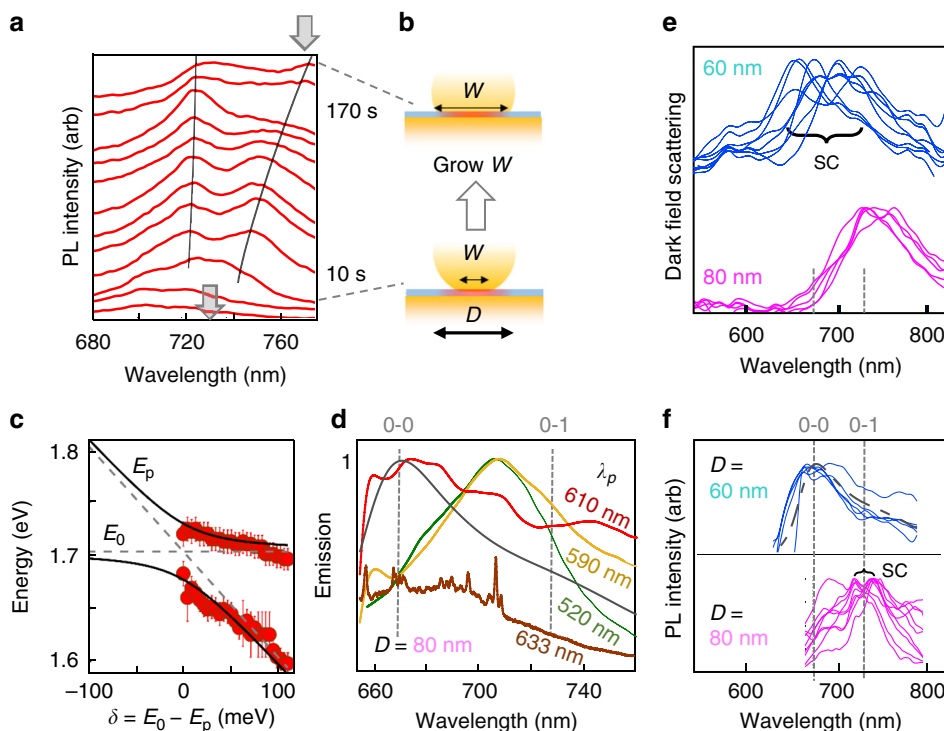 a
PL intensity (arb)
170 s
10 s
680
720
760
Wavelength (nm)
b
W
Grow W
W
D
c
1.8
1.7
1.6
Energy (eV)
Ep
E0
−100
0
100
δ = E0 − Ep (meV)
d
0-0
0-1
1
Emission
λp
610 nm
590 nm
520 nm
633 nm
D = 80 nm
660
700
740
Wavelength (nm)
e
Dark field scattering
60 nm
SC
80 nm
600
700
800
Wavelength (nm)
f
0-0
0-1
PL intensity (arb)
D =
60 nm
SC
D =
80 nm
600
700
800
Wavelength (nm)